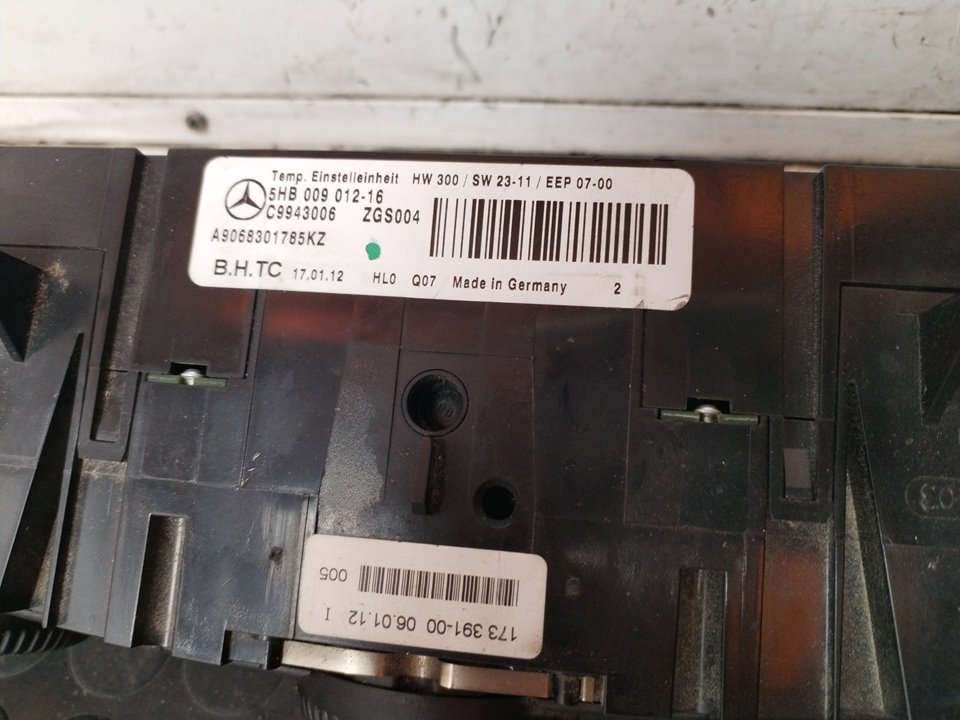 Temp. Einstelleinheit HW 300 / SW 23-11 / EEP 07-00
5HB 009 012-16
C9943006 ZGS004
A9068301785KZ
B.H.TC 17.01.12 HL0 Q07 Made in Germany 2
005
173 391-00 06.01.12 I
03